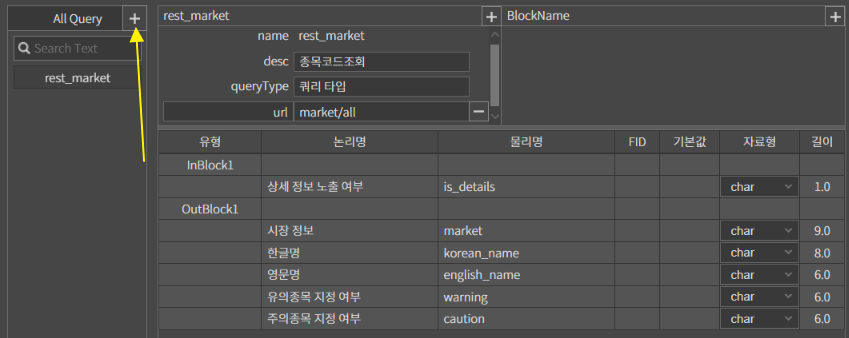 All Query +
Search Text
rest_market
rest_market +
name rest_market
desc 종목코드조회
queryType 쿼리 타입
url market/all
BlockName +
유형 논리명 물리명 FID 기본값 자료형 길이
InBlock1
상세 정보 노출 여부 is_details char 1.0
OutBlock1
시장 정보 market char 9.0
한글명 korean_name char 8.0
영문명 english_name char 6.0
유의종목 지정 여부 warning char 6.0
주의종목 지정 여부 caution char 6.0